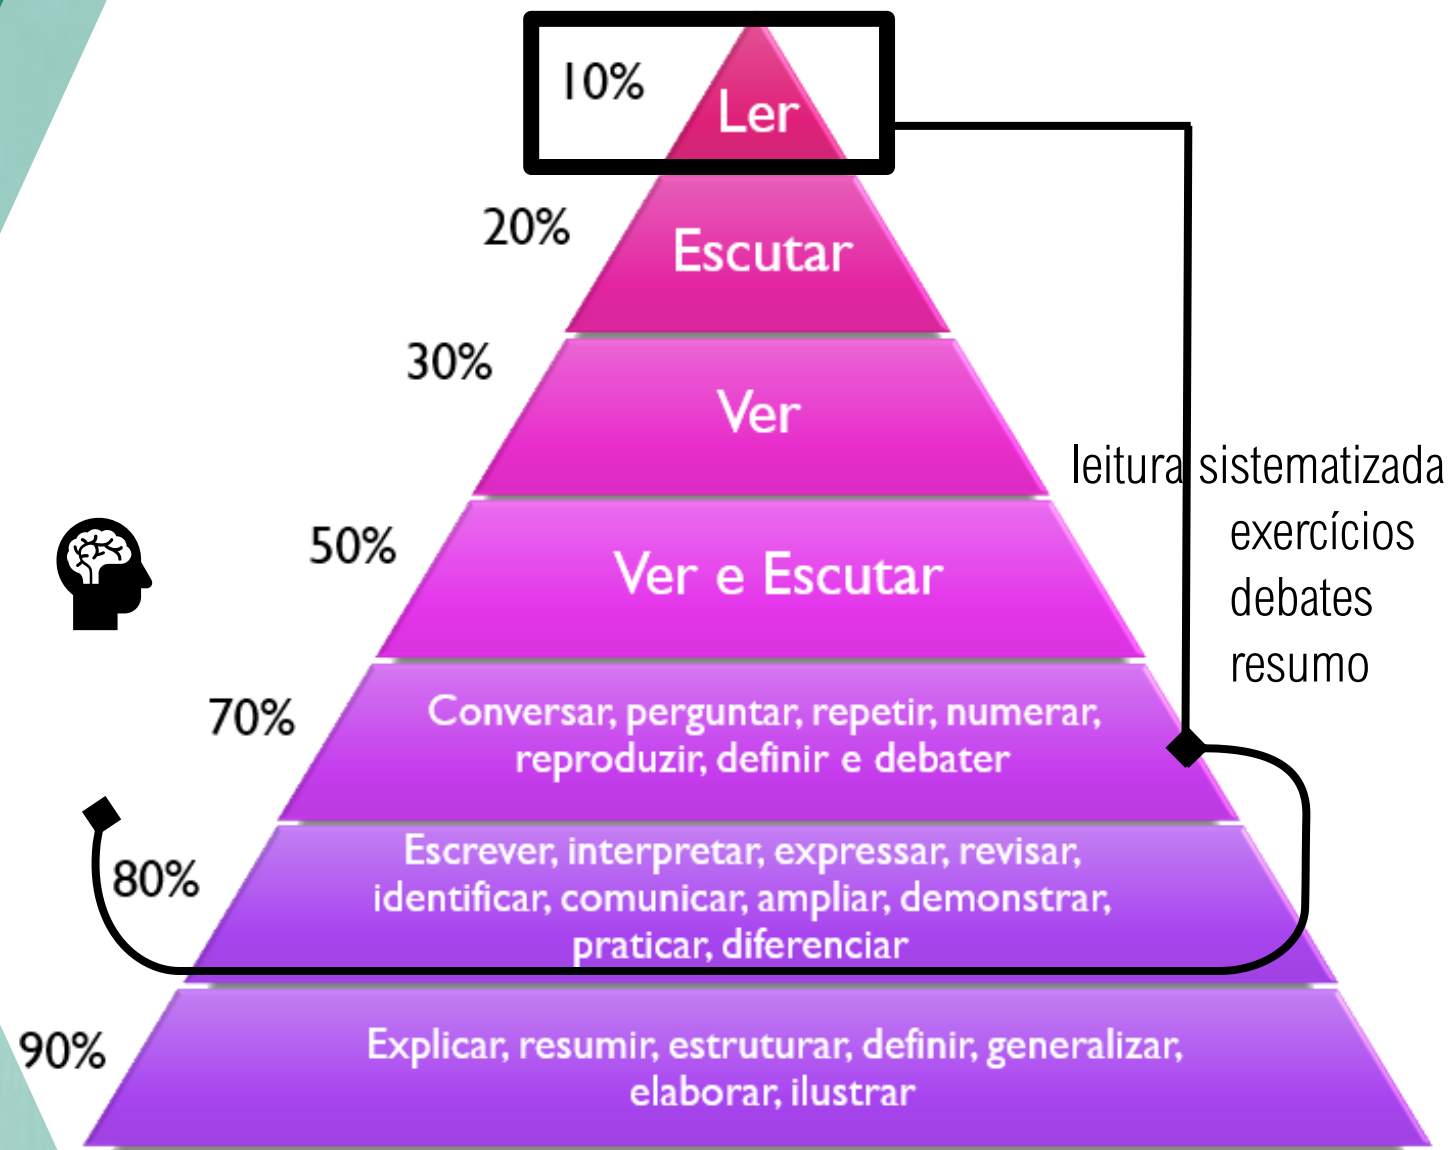 10%
Ler
20%
Escutar
30%
Ver
leitura sistematizada
exercícios
debates
resumo
50%
Ver e Escutar
70%
Conversar, perguntar, repetir, numerar,
reproduzir, definir e debater
80%
Escrever, interpretar, expressar, revisar,
identificar, comunicar, ampliar, demonstrar,
praticar, diferenciar
90%
Explicar, resumir, estruturar, definir, generalizar,
elaborar, ilustrar